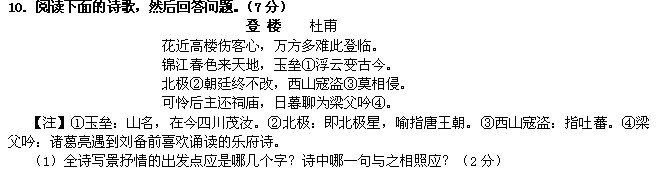 10．阅读下面的诗歌，然后回答问题。（7分）
登 楼 杜甫
花近高楼伤客心，万方多难此登临。
锦江春色来天地，玉垒①浮云变古今。
北极②朝廷终不改，西山寇盗③莫相侵。
可怜后主还祠庙，日暮聊为梁父吟④。
【注】①玉垒：山名，在今四川茂汶。②北极：即北极星，喻指唐王朝。③西山寇盗：指吐蕃。④梁
父吟：诸葛亮遇到刘备前喜欢诵读的乐府诗。
（1）全诗写景抒情的出发点应是哪几个字？诗中哪一句与之相照应？（2分）